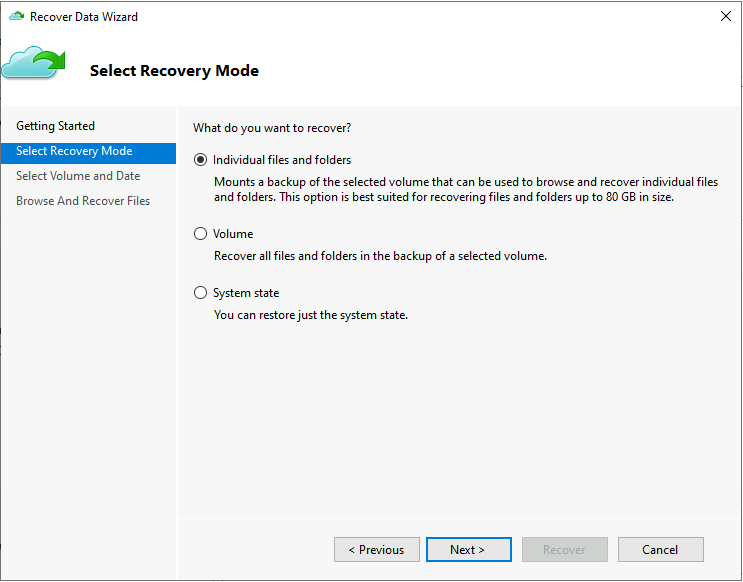 Recover Data Wizard
Select Recovery Mode
Getting Started
Select Recovery Mode
Select Volume and Date
Browse And Recover Files
What do you want to recover?
Individual files and folders
Mounts a backup of the selected volume that can be used to browse and recover individual files
and folders. This option is best suited for recovering files and folders up to 80 GB in size.
Volume
Recover all files and folders in the backup of a selected volume.
System state
You can restore just the system state.
< Previous
Next >
Recover
Cancel